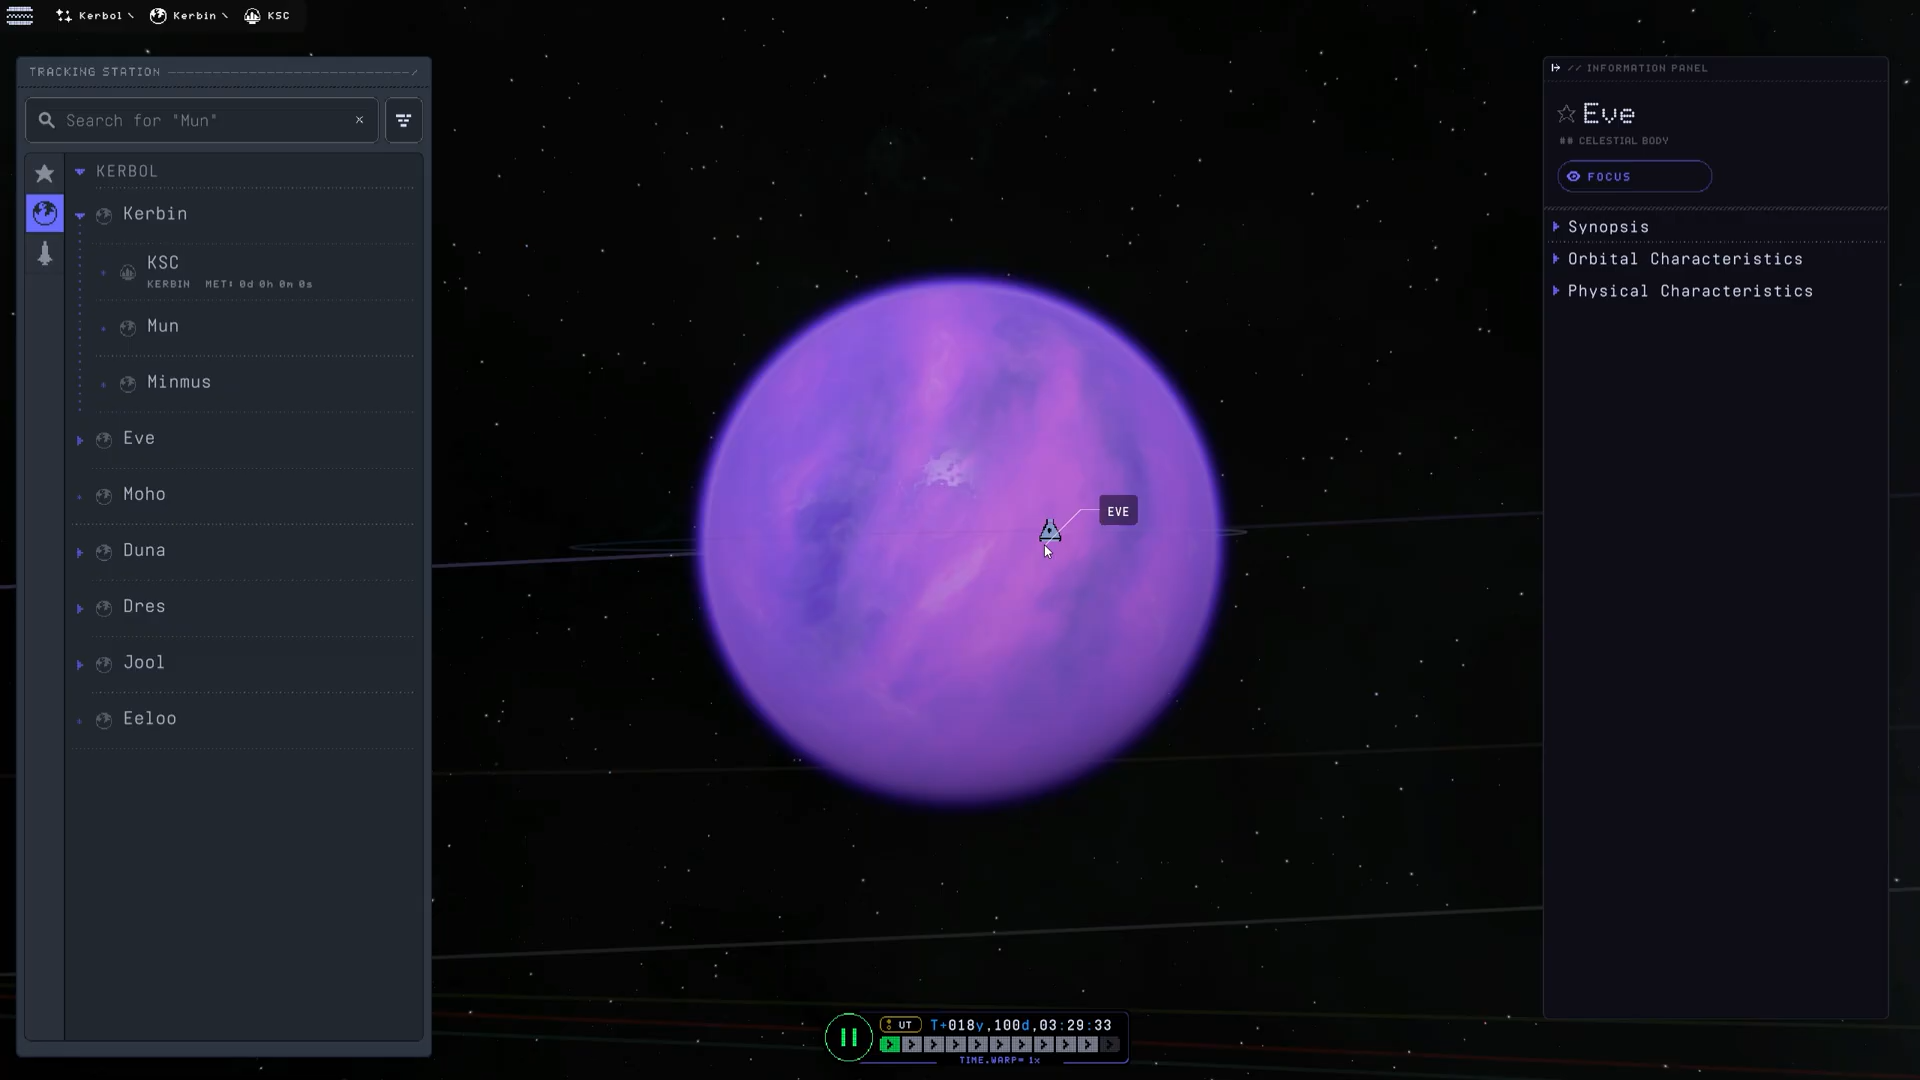 Kerbol \ Kerbin \ KSC
TRACKING STATION
Search for "Mun"
KERBOL
Kerbin
KSC
KERBIN MET: 0d 0h 0m 0s
Mun
Minmus
Eve
Moho
Duna
Dres
Jool
Eeloo
EVE
// INFORMATION PANEL
Eve
## CELESTIAL BODY
FOCUS
Synopsis
Orbital Characteristics
Physical Characteristics
UT T+018y,100d,03:29:33
TIME.WARP= 1x